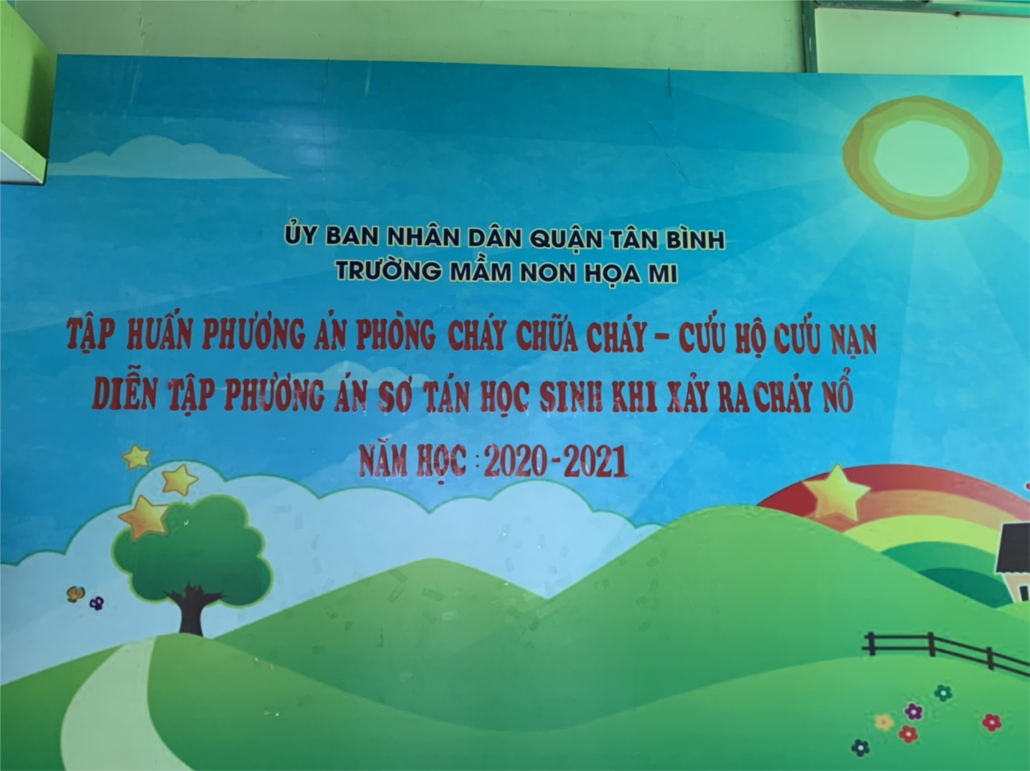 ỦY BAN NHÂN DÂN QUẬN TÂN BÌNH
TRƯỜNG MẦM NON HỌA MI
TẬP HUẤN PHƯƠNG ÁN PHÒNG CHÁY CHỮA CHÁY – CỨU HỘ CỨU NẠN
DIỄN TẬP PHƯƠNG ÁN SƠ TÁN HỌC SINH KHI XẢY RA CHÁY NỔ
NĂM HỌC : 2020-2021